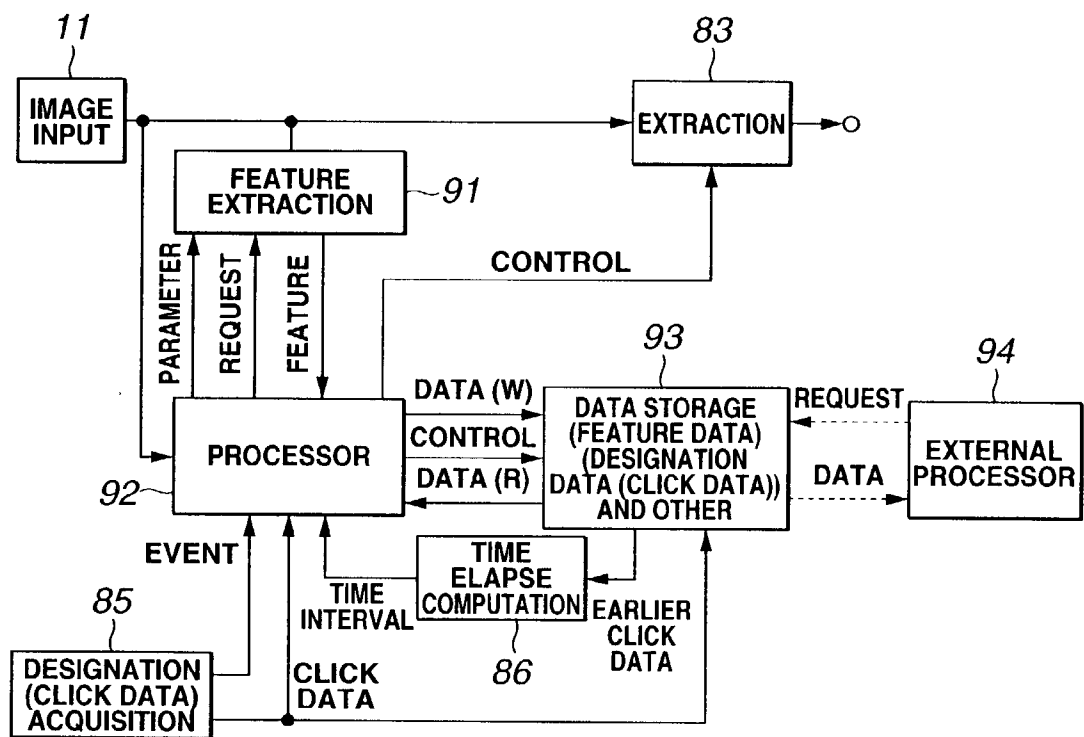 11
83
IMAGE
INPUT
EXTRACTION
FEATURE
EXTRACTION
91
PARAMETER
REQUEST
FEATURE
CONTROL
93
94
DATA (W)
CONTROL
DATA (R)
PROCESSOR
92
DATA STORAGE
(FEATURE DATA)
(DESIGNATION
DATA (CLICK DATA))
AND OTHER
REQUEST
DATA
EXTERNAL
PROCESSOR
EVENT
TIME
INTERVAL
TIME
ELAPSE
COMPUTATION
86
EARLIER
CLICK
DATA
85
DESIGNATION
(CLICK DATA)
ACQUISITION
CLICK
DATA